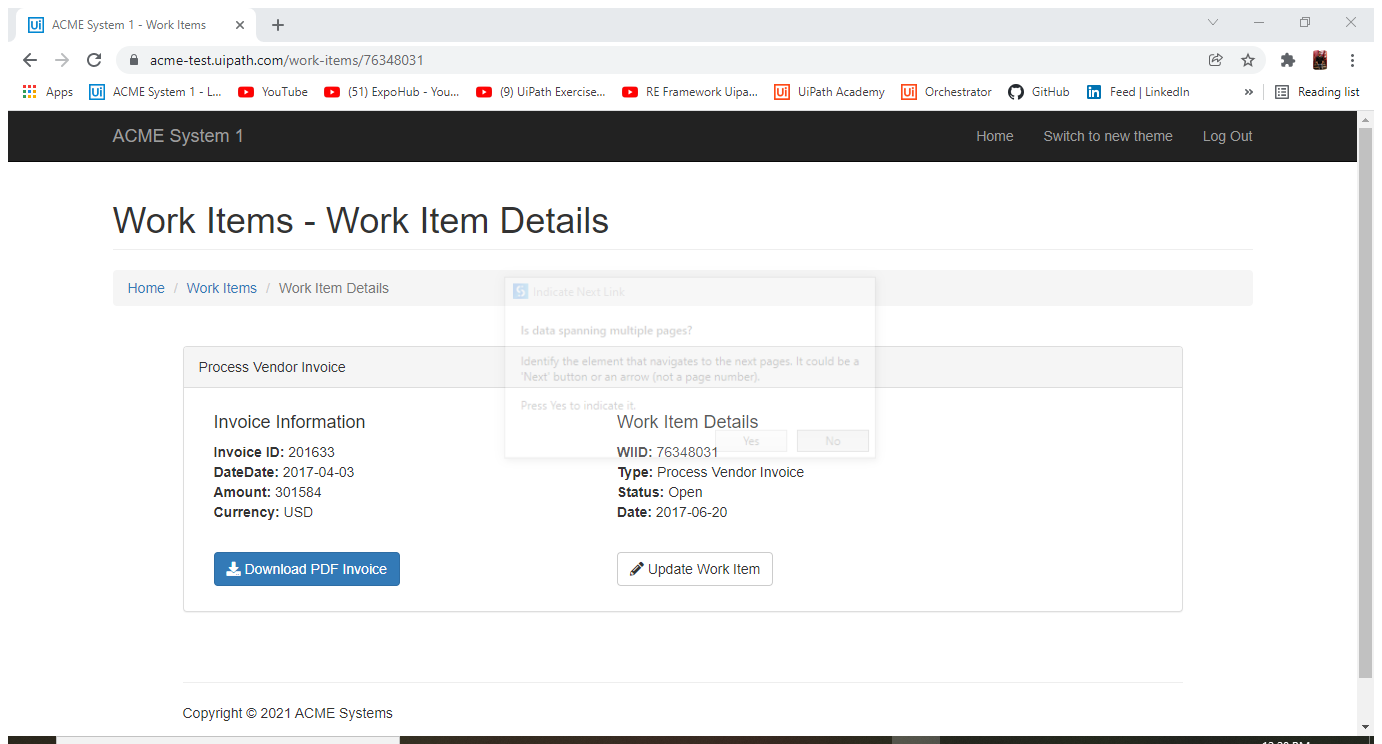 ACME System 1 - Work Items
acme-test.uipath.com/work-items/76348031
Apps ACME System 1 - L... YouTube (51) ExpoHub - You... (9) UiPath Exercise... RE Framework Uipa... UiPath Academy Orchestrator GitHub Feed | LinkedIn » Reading list
ACME System 1 Home Switch to new theme Log Out
Work Items - Work Item Details
Home / Work Items / Work Item Details
Indicate Next Link
Is data spanning multiple pages?
Identify the element that navigates to the next pages. It could be a
'Next' button or an arrow (not a page number).
Press Yes to indicate it.
Yes No
Process Vendor Invoice
Invoice Information
Invoice ID: 201633
DateDate: 2017-04-03
Amount: 301584
Currency: USD
Download PDF Invoice
Work Item Details
WIID: 76348031
Type: Process Vendor Invoice
Status: Open
Date: 2017-06-20
Update Work Item
Copyright © 2021 ACME Systems